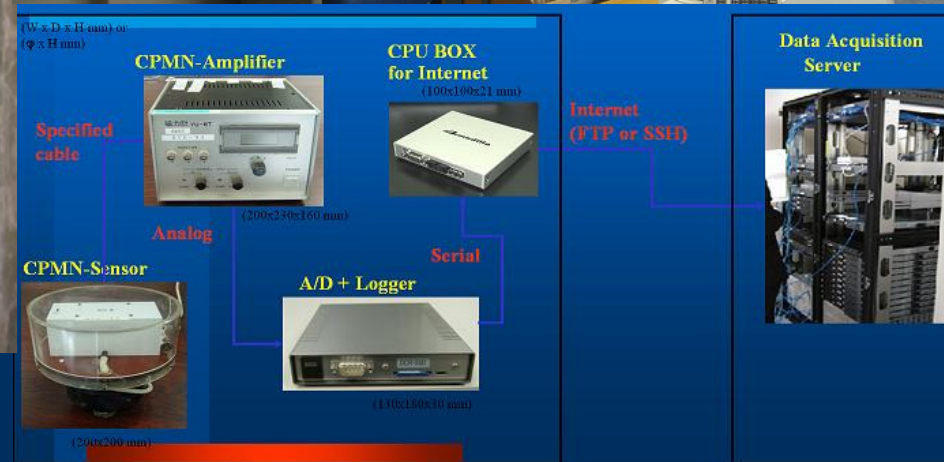 (W x D x H mm) or
(φ x H mm)
CPMN-Amplifier
CPU BOX
for Internet
(100x100x21 mm)
Data Acquisition
Server
Specified
cable
Internet
(FTP or SSH)
(200x230x160 mm)
Analog
Serial
CPMN-Sensor
A/D + Logger
(130x180x30 mm)
(200x200 mm)